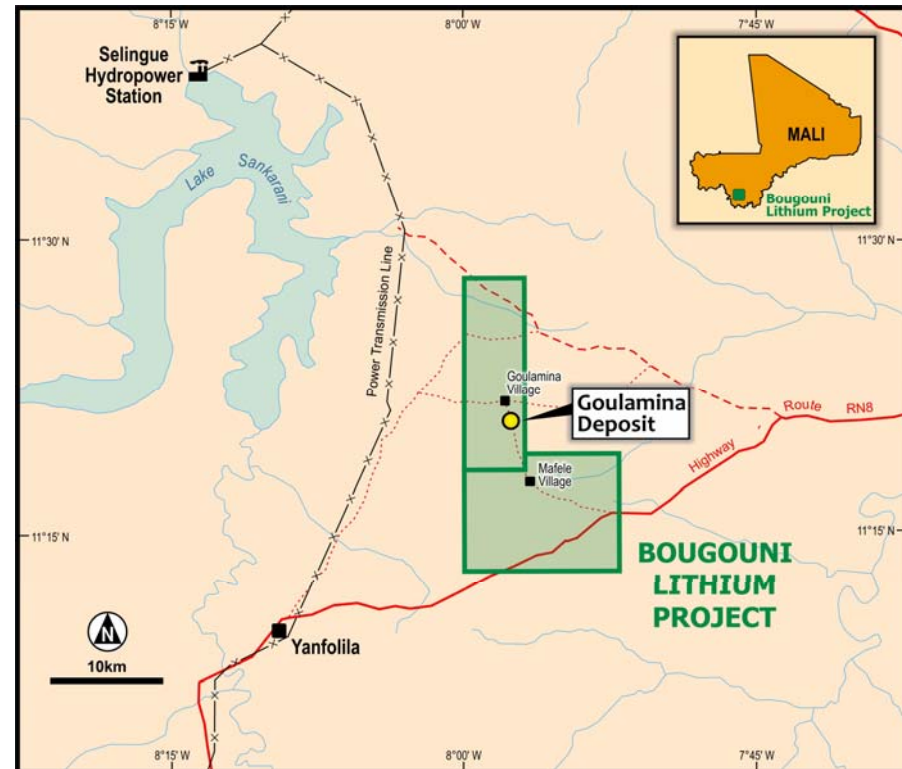 8°15' W
8°00' W
7°45' W
Selingue
Hydropower
Station
MALI
Bougouni
Lithium Project
Lake Sankarani
11°30' N
11°30' N
Power Transmission Line
Goulamina
Village
Goulamina
Deposit
Route RN8
Highway
Mafele
Village
11°15' N
11°15' N
BOUGOUNI
LITHIUM
PROJECT
N
10km
Yanfolila
8°15' W
8°00' W
7°45' W